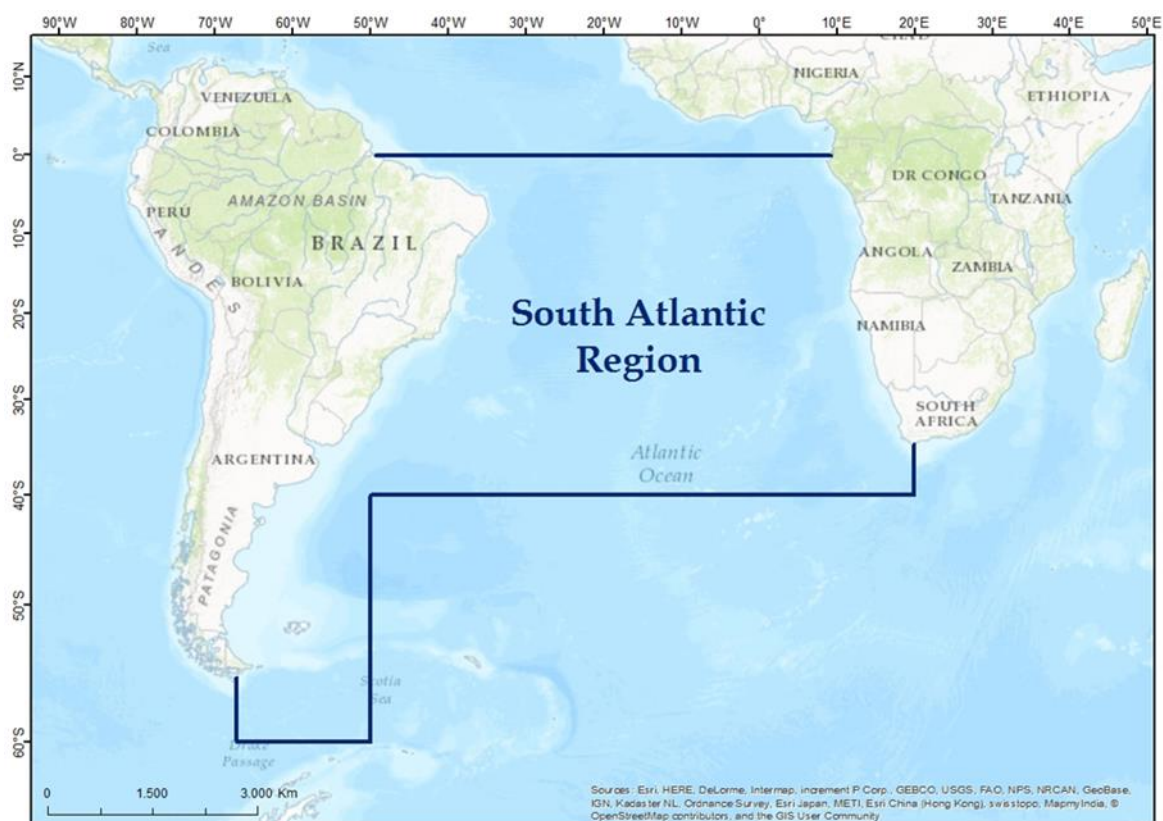 90°W 80°W 70°W 60°W 50°W 40°W 30°W 20°W 10°W 0° 10°E 20°E 30°E 40°E 50°E
Sea
CHAD
10°N
NIGERIA
VENEZUELA
ETHIOPIA
COLOMBIA
0°
DR CONGO
AMAZON BASIN
TANZANIA
PERU
10°S
BRAZIL
ANDES
ANGOLA
ZAMBIA
BOLIVIA
20°S
South Atlantic
Region
NAMIBIA
30°S
SOUTH
AFRICA
ARGENTINA
Atlantic
Ocean
40°S
PATAGONIA
50°S
Scotia
Sea
60°S
Drake
Passage
0 1.500 3.000 Km
Sources: Esri, HERE, DeLorme, Intermap, increment P Corp., GEBCO, USGS, FAO, NPS, NRCAN, GeoBase,
IGN, Kadaster NL, Ordnance Survey, Esri Japan, METI, Esri China (Hong Kong), swisstopo, MapmyIndia, ©
OpenStreetMap contributors, and the GIS User Community